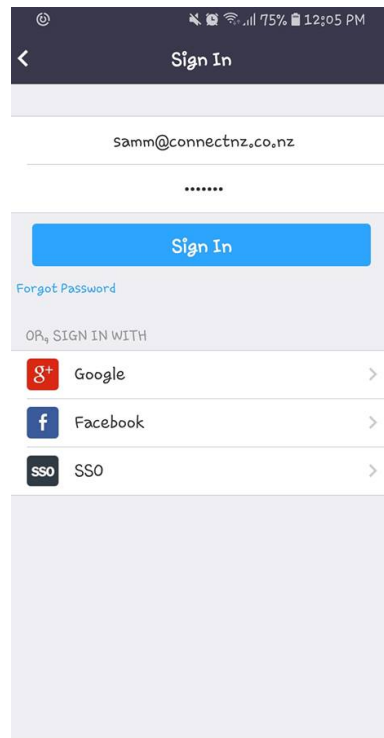 75% 12:05 PM
Sign In
samm@connectnz.co.nz
•••••••
Sign In
Forgot Password
OR, SIGN IN WITH
g+ Google
f Facebook
sso SSO